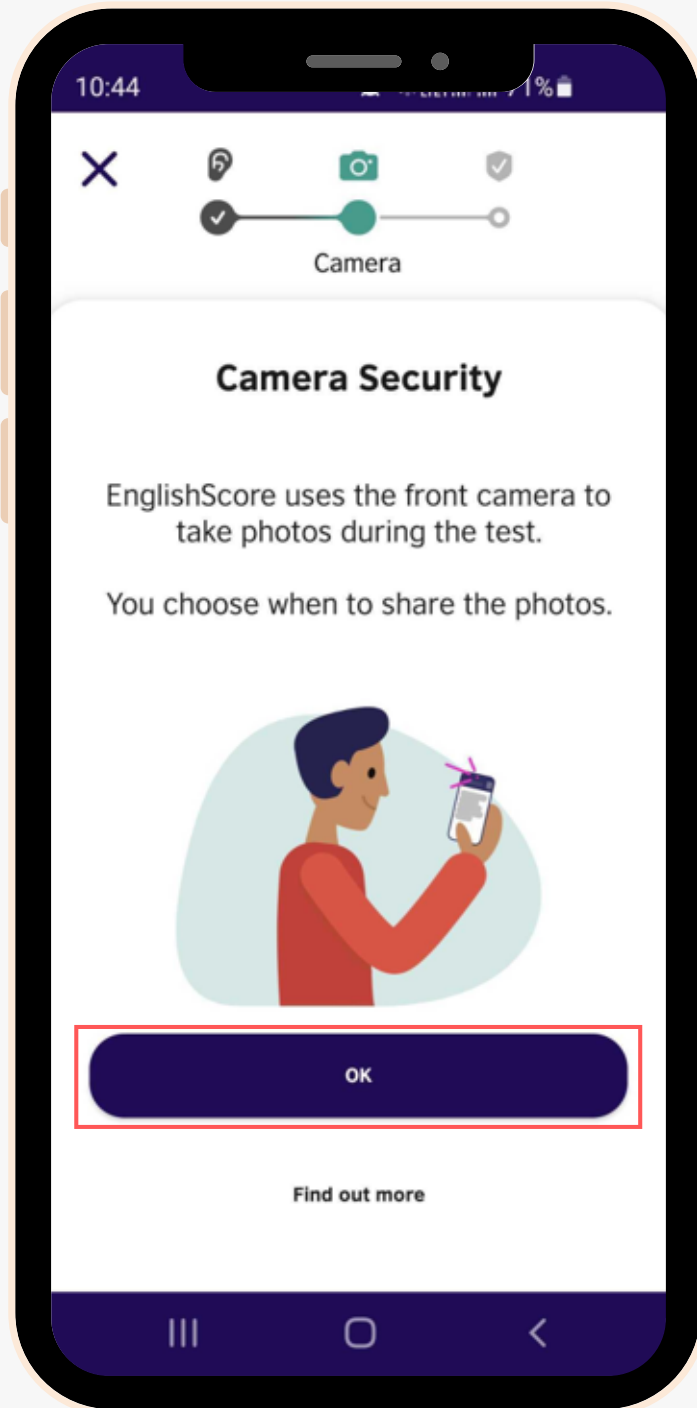 10:44
71%
Camera
Camera Security
EnglishScore uses the front camera to
take photos during the test.
You choose when to share the photos.
OK
Find out more